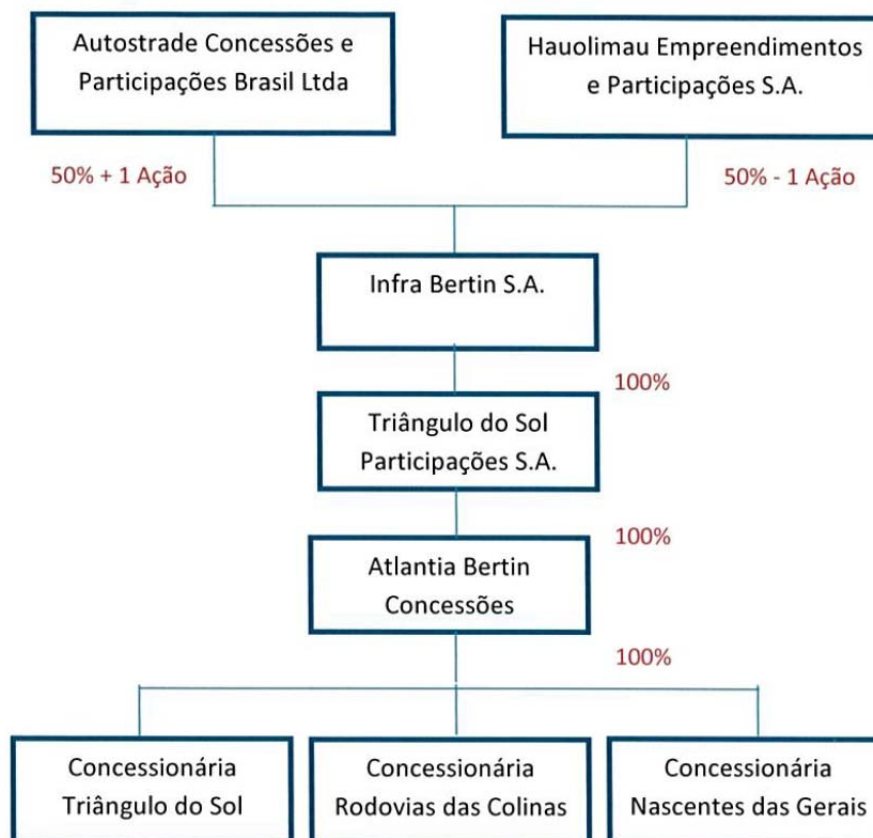 Autostrade Concessões e
Participações Brasil Ltda
Hauolimau Empreendimentos
e Participações S.A.
50% + 1 Ação
50% - 1 Ação
Infra Bertin S.A.
100%
Triângulo do Sol
Participações S.A.
100%
Atlantia Bertin
Concessões
100%
Concessionária
Triângulo do Sol
Concessionária
Rodovias das Colinas
Concessionária
Nascentes das Gerais